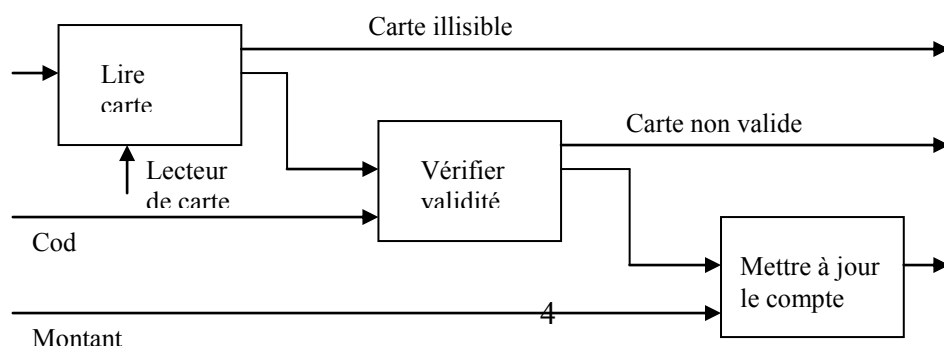 Carte illisible
Lire
carte
Carte non valide
Lecteur
de carte
Vérifier
validité
Cod
Mettre à jour
le compte
4
Montant